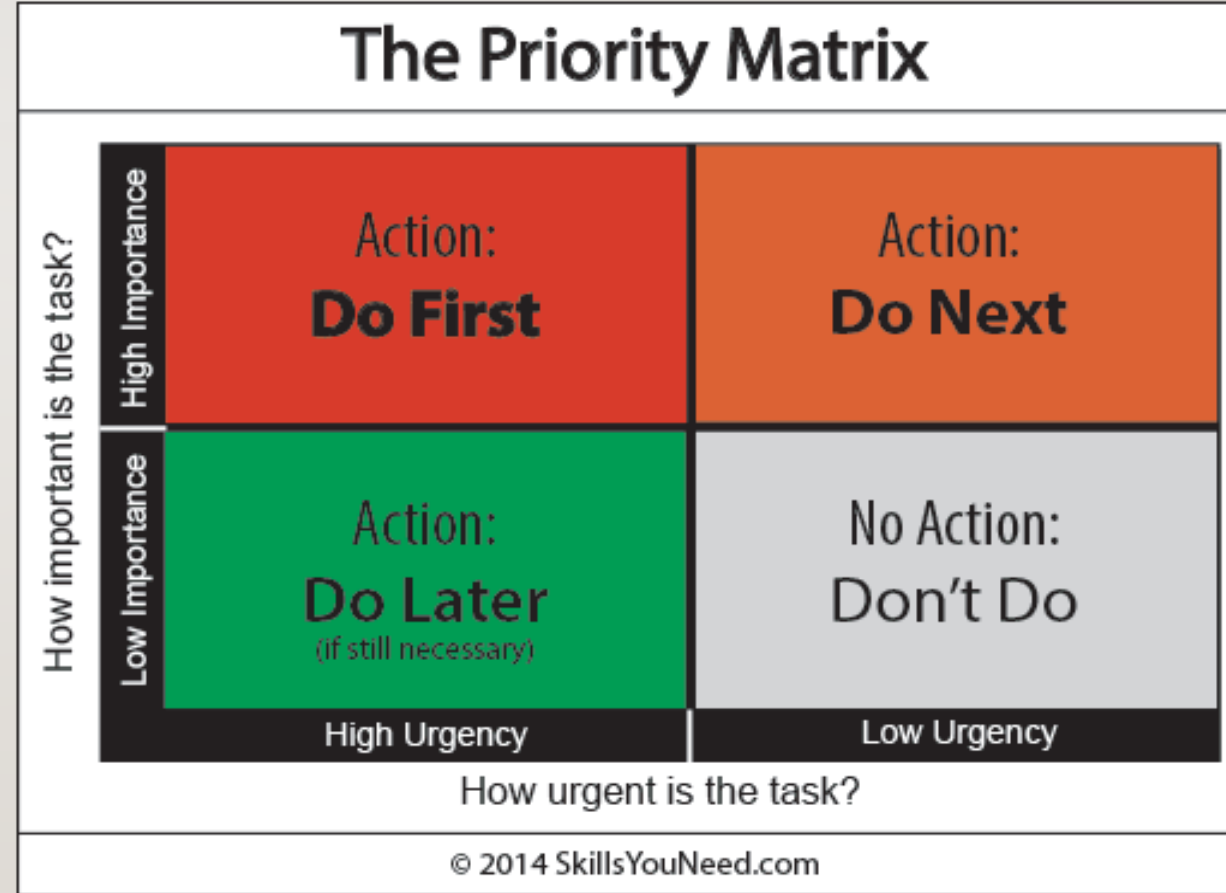 The Priority Matrix
How important is the task?
High Importance
Action:
Do First
Action:
Do Next
Low Importance
Action:
Do Later
(if still necessary)
No Action:
Don't Do
High Urgency
Low Urgency
How urgent is the task?
© 2014 SkillsYouNeed.com